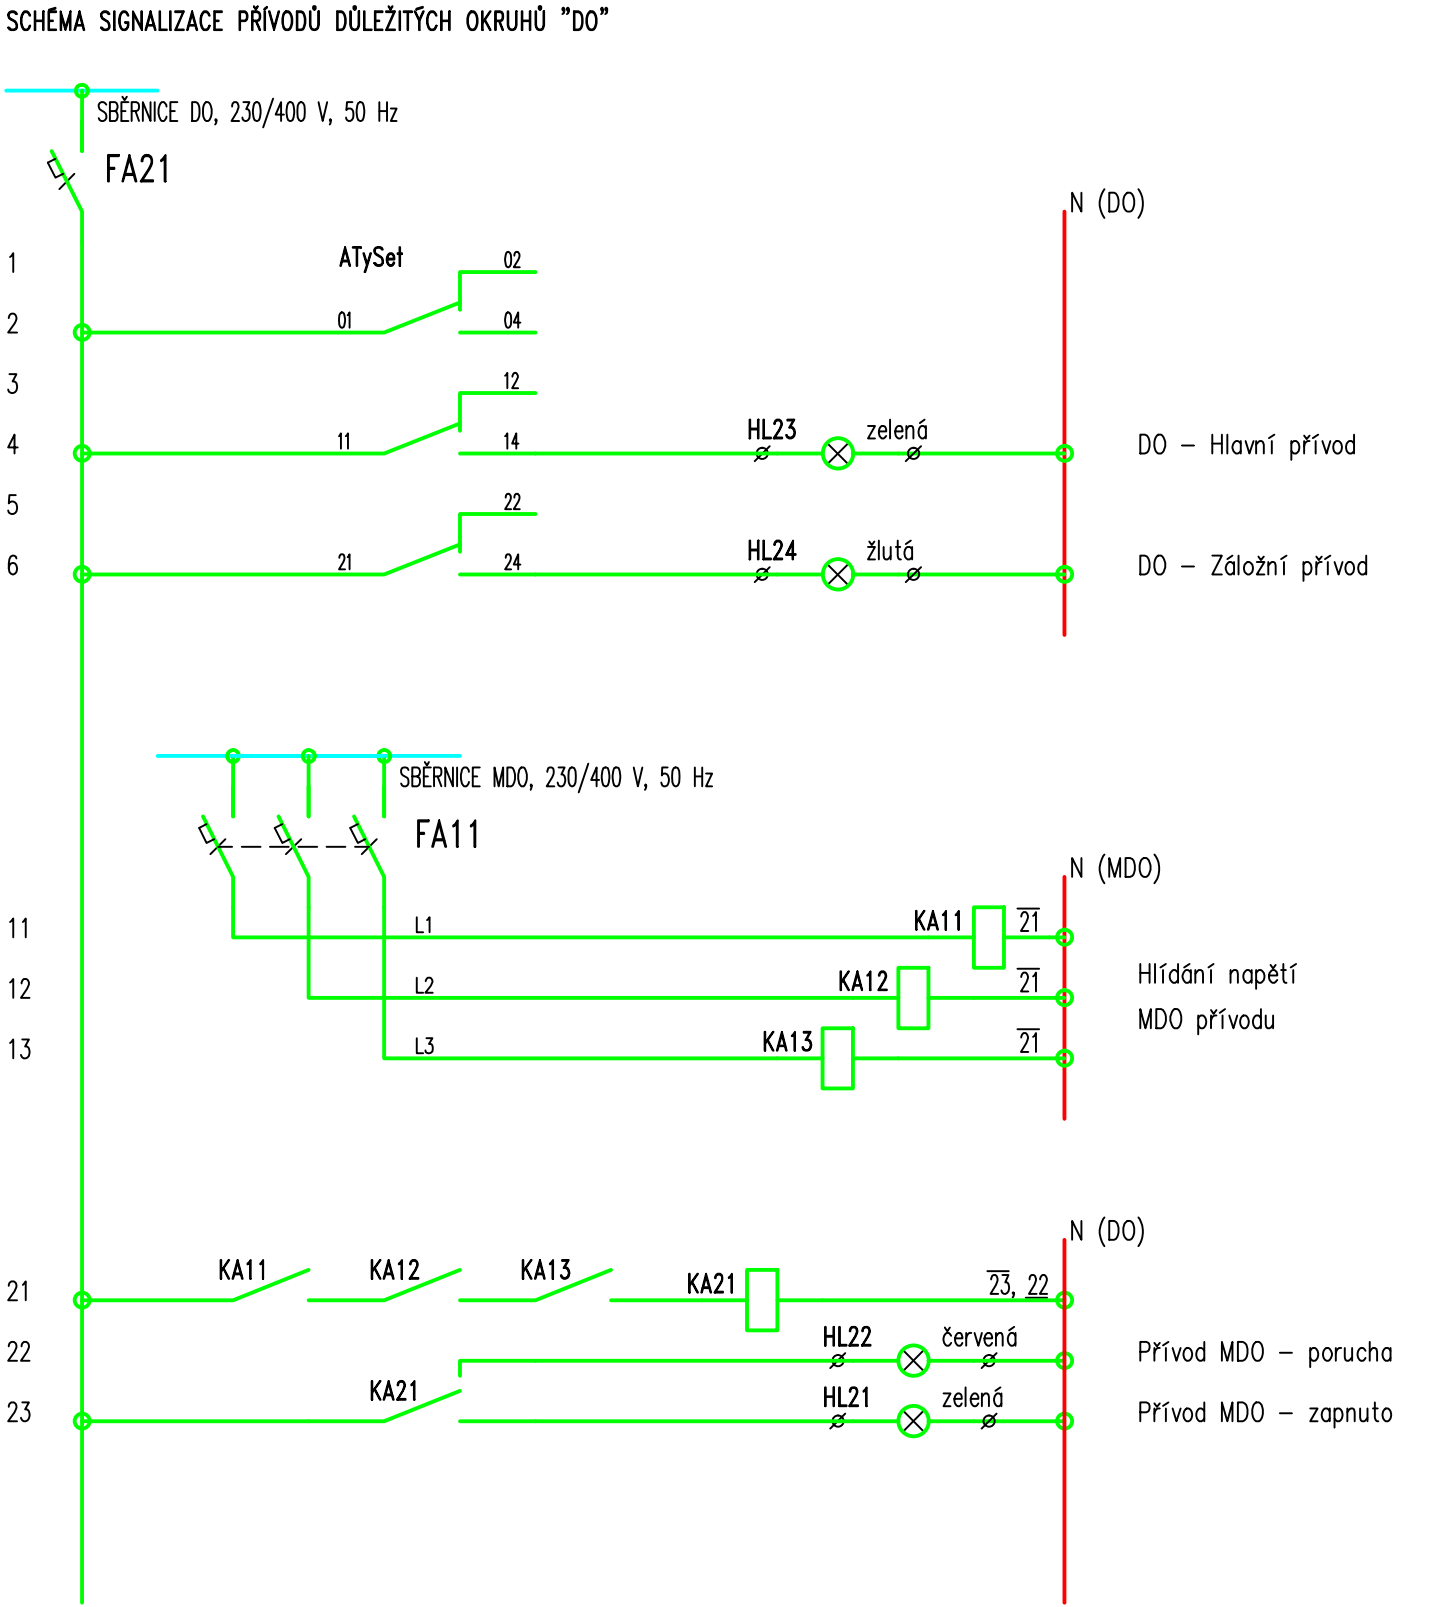 SCHÉMA SIGNALIZACE PŘÍVODŮ DŮLEŽITÝCH OKRUHŮ "DO"
SBĚRNICE DO, 230/400 V, 50 Hz
FA21
N (DO)
1
ATySet
02
2
01
04
3
12
4
11
14
HL23
zelená
DO – Hlavní přívod
5
22
6
21
24
HL24
žlutá
DO – Záložní přívod
SBĚRNICE MDO, 230/400 V, 50 Hz
FA11
N (MDO)
11
L1
KA11
21
12
L2
KA12
21
Hlídání napětí
MDO přívodu
13
L3
KA13
21
N (DO)
21
KA11
KA12
KA13
KA21
23, 22
22
HL22
červená
Přívod MDO – porucha
23
KA21
HL21
zelená
Přívod MDO – zapnuto